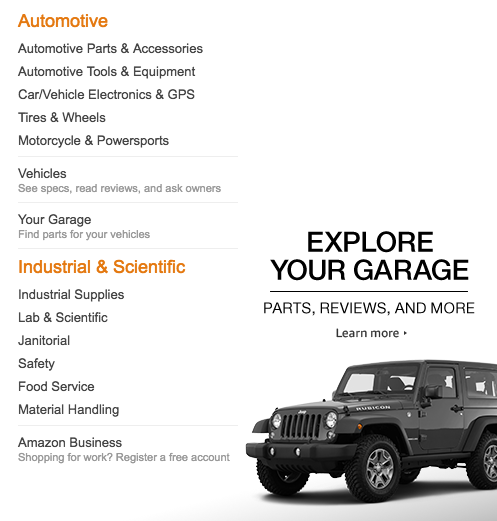 Automotive
Automotive Parts & Accessories
Automotive Tools & Equipment
Car/Vehicle Electronics & GPS
Tires & Wheels
Motorcycle & Powersports
Vehicles
See specs, read reviews, and ask owners
Your Garage
Find parts for your vehicles
Industrial & Scientific
Industrial Supplies
Lab & Scientific
Janitorial
Safety
Food Service
Material Handling
Amazon Business
Shopping for work? Register a free account
EXPLORE
YOUR GARAGE
PARTS, REVIEWS, AND MORE
Learn more ›
Jeep
RUBICON